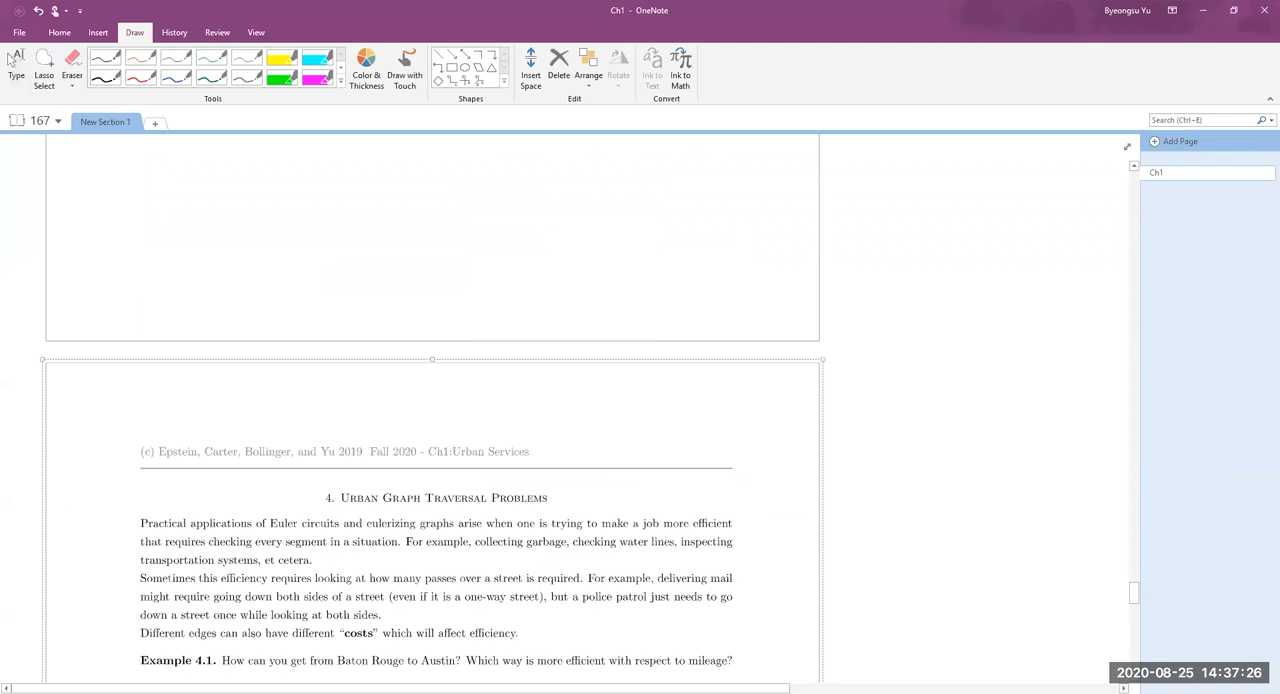 Ch1 - OneNote
Byeongsu Yu
File Home Insert Draw History Review View
Type
Lasso Select
Eraser
Color & Thickness
Draw with Touch
Insert Space
Delete
Arrange
Rotate
Ink to Text
Ink to Math
Tools
Shapes
Edit
Convert
167
New Section 1
Search (Ctrl+E)
Add Page
Ch1
(c) Epstein, Carter, Bollinger, and Yu 2019 Fall 2020 - Ch1:Urban Services
4. Urban Graph Traversal Problems
Practical applications of Euler circuits and eulerizing graphs arise when one is trying to make a job more efficient
that requires checking every segment in a situation. For example, collecting garbage, checking water lines, inspecting
transportation systems, et cetera.
Sometimes this efficiency requires looking at how many passes over a street is required. For example, delivering mail
might require going down both sides of a street (even if it is a one-way street), but a police patrol just needs to go
down a street once while looking at both sides.
Different edges can also have different “costs” which will affect efficiency.
Example 4.1. How can you get from Baton Rouge to Austin? Which way is more efficient with respect to mileage?
2020-08-25 14:37:26